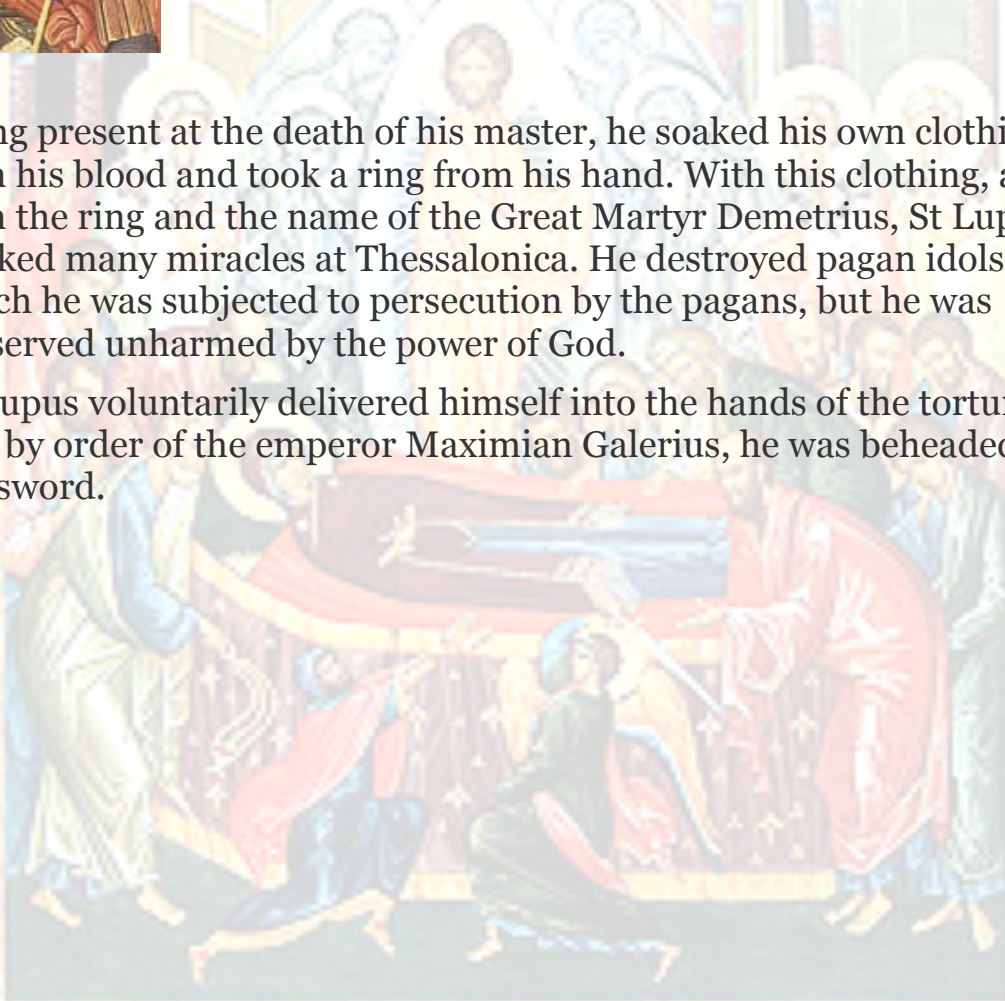 ng present at the death of his master, he soaked his own clothi
n his blood and took a ring from his hand. With this clothing, a
n the ring and the name of the Great Martyr Demetrius, St Lup
ked many miracles at Thessalonica. He destroyed pagan idols
ch he was subjected to persecution by the pagans, but he was
served unharmed by the power of God.
upus voluntarily delivered himself into the hands of the tortu
by order of the emperor Maximian Galerius, he was beheaded
sword.